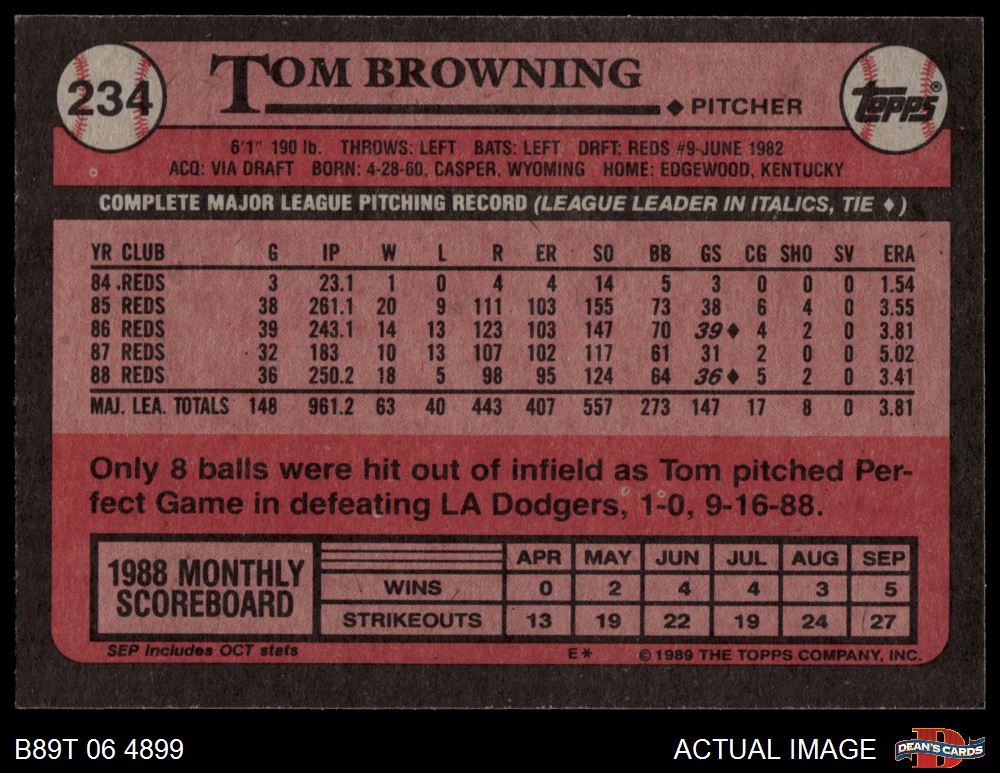 234
TOM BROWNING
◆ PITCHER
TOPPS®
6'1" 190 lb. THROWS: LEFT BATS: LEFT DRFT: REDS #9-JUNE 1982
ACQ: VIA DRAFT BORN: 4-28-60, CASPER, WYOMING HOME: EDGEWOOD, KENTUCKY
COMPLETE MAJOR LEAGUE PITCHING RECORD (LEAGUE LEADER IN ITALICS, TIE ♦)
YR CLUB G IP W L R ER SO BB GS CG SHO SV ERA
84 .REDS 3 23.1 1 0 4 4 14 5 3 0 0 0 1.54
85 REDS 38 261.1 20 9 111 103 155 73 38 6 4 0 3.55
86 REDS 39 243.1 14 13 123 103 147 70 39♦ 4 2 0 3.81
87 REDS 32 183 10 13 107 102 117 61 31 2 0 0 5.02
88 REDS 36 250.2 18 5 98 95 124 64 36♦ 5 2 0 3.41
MAJ. LEA. TOTALS 148 961.2 63 40 443 407 557 273 147 17 8 0 3.81
Only 8 balls were hit out of infield as Tom pitched Per-
fect Game in defeating LA Dodgers, 1-0, 9-16-88.
1988 MONTHLY
SCOREBOARD
APR MAY JUN JUL AUG SEP
WINS 0 2 4 4 3 5
STRIKEOUTS 13 19 22 19 24 27
SEP Includes OCT stats E* © 1989 THE TOPPS COMPANY, INC.
B89T 06 4899 ACTUAL IMAGE
DEAN'S CARDS